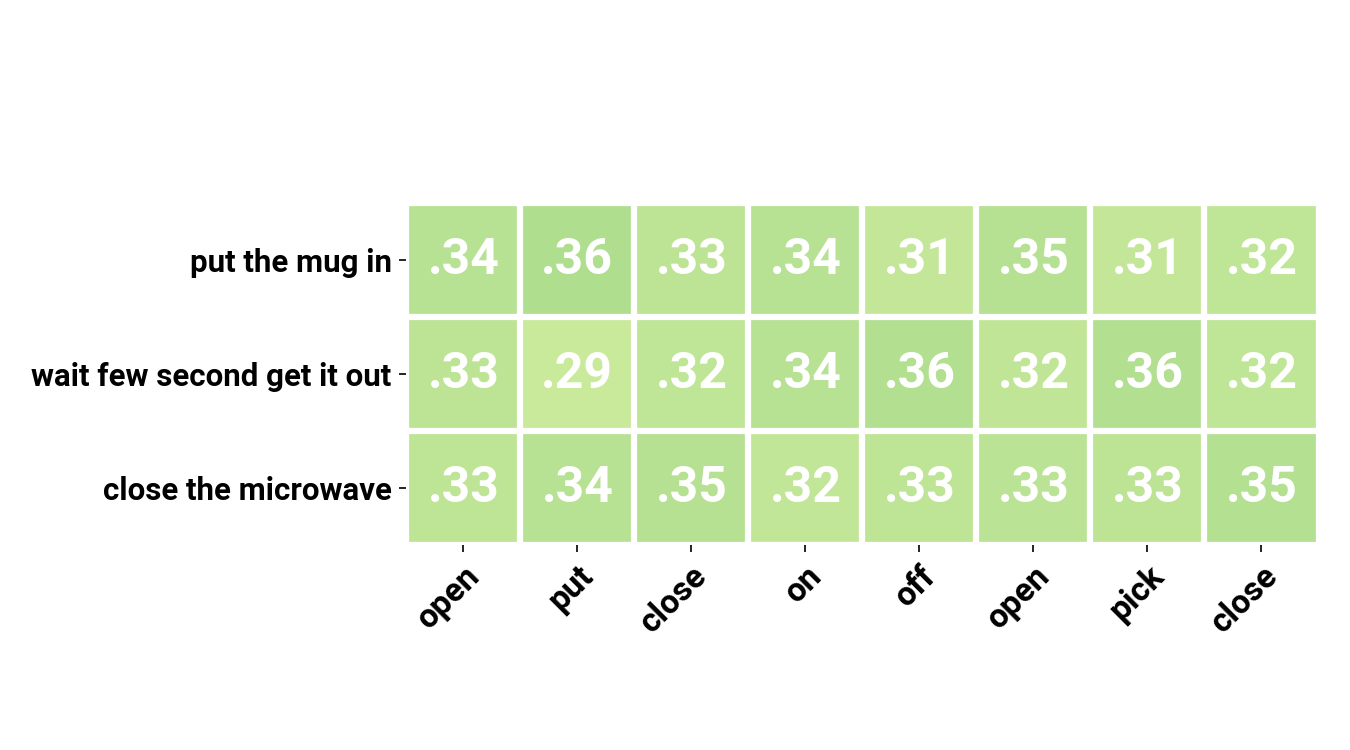 put the mug in .34 .36 .33 .34 .31 .35 .31 .32
wait few second get it out .33 .29 .32 .34 .36 .32 .36 .32
close the microwave .33 .34 .35 .32 .33 .33 .33 .35
open put close on off open pick close